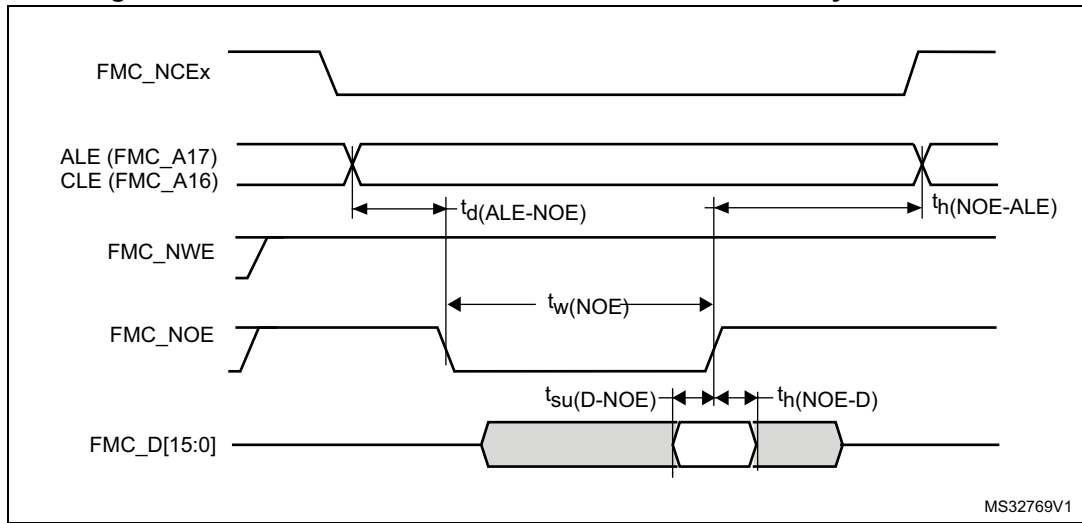 FMC_NCEx
ALE (FMC_A17)
CLE (FMC_A16)
td(ALE-NOE)
th(NOE-ALE)
FMC_NWE
tw(NOE)
FMC_NOE
tsu(D-NOE)
th(NOE-D)
FMC_D[15:0]
MS32769V1